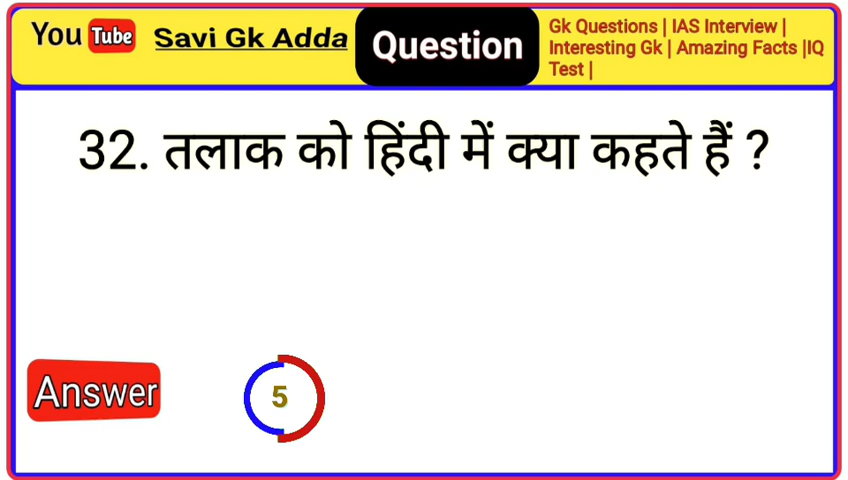 You Tube Savi Gk Adda Question
Gk Questions | IAS Interview |
Interesting Gk | Amazing Facts |IQ
Test |
32. तलाक को हिंदी में क्या कहते हैं ?
Answer 5